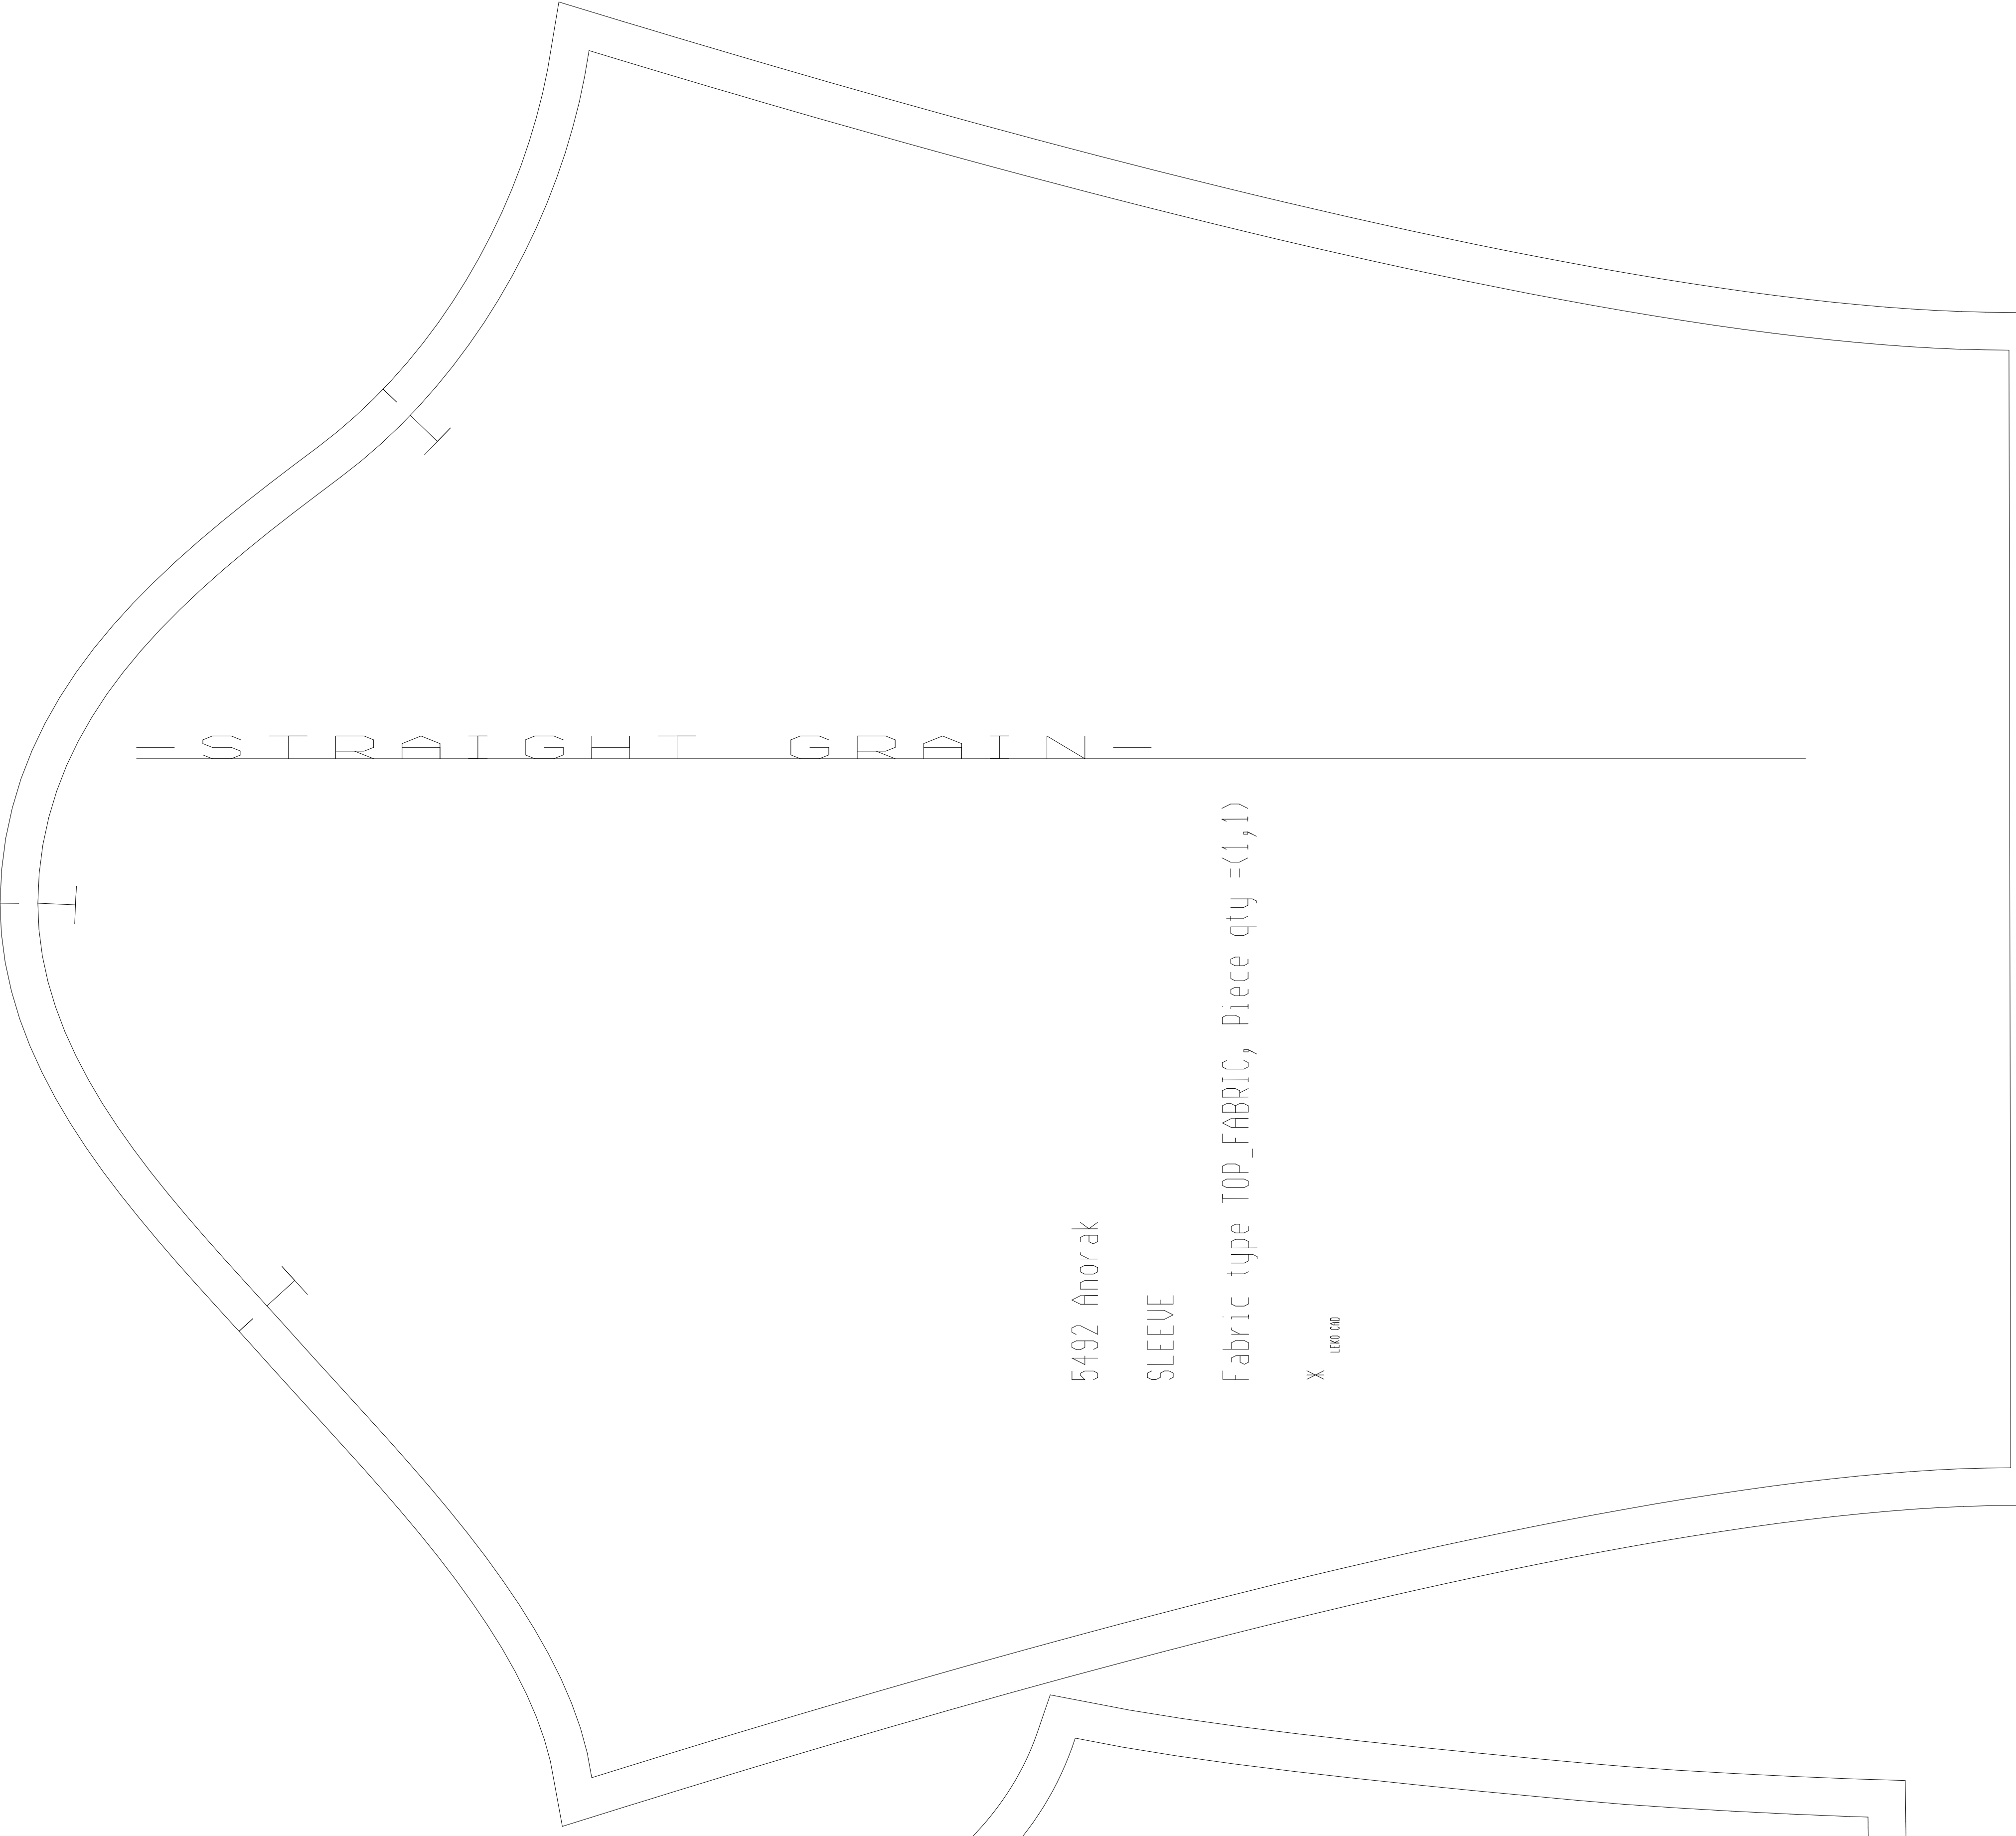 -STRAIGHT GRAIN-
5492 Anorak
SLEEVE
Fabric type TOP_FABRIC, Piece qty =(1,1)
* LEKO CAD